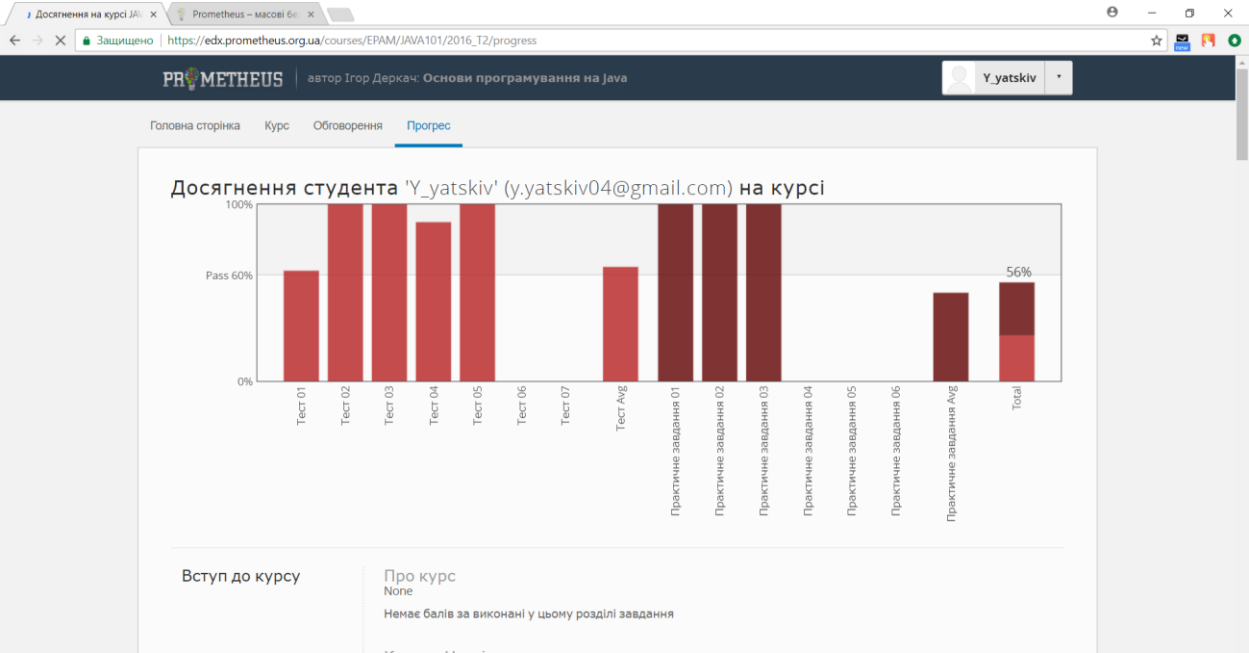 Досягнення на курсі JAV
Prometheus – масові без
Защищено
https://edx.prometheus.org.ua/courses/EPAM/JAVA101/2016_T2/progress
new
PROMETHEUS
автор Ігор Деркач: Основи програмування на Java
Y_yatskiv
Головна сторінка
Курс
Обговорення
Прогрес
Досягнення студента 'Y_yatskiv' (y.yatskiv04@gmail.com) на курсі
100%
Pass 60%
0%
56%
Тест 01
Тест 02
Тест 03
Тест 04
Тест 05
Тест 06
Тест 07
Тест Avg
Практичне завдання 01
Практичне завдання 02
Практичне завдання 03
Практичне завдання 04
Практичне завдання 05
Практичне завдання 06
Практичне завдання Avg
Total
Вступ до курсу
Про курс
None
Немає балів за виконані у цьому розділі завдання